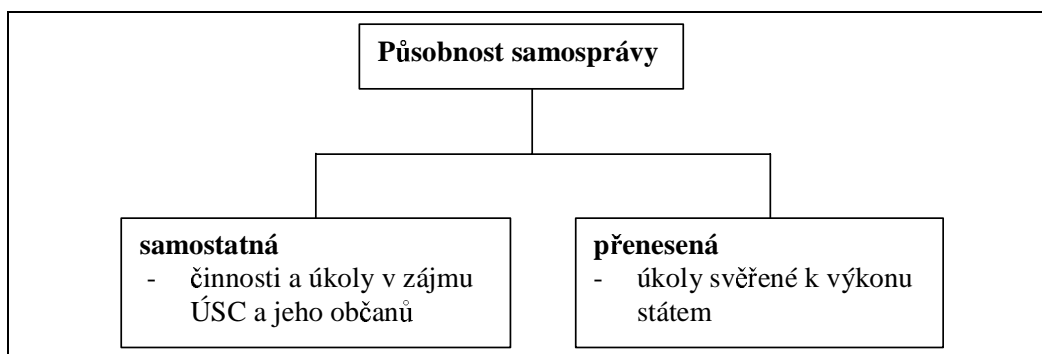 Působnost samosprávy
samostatná
- činnosti a úkoly v zájmu
ÚSC a jeho občanů
přenesená
- úkoly svěřené k výkonu
státem